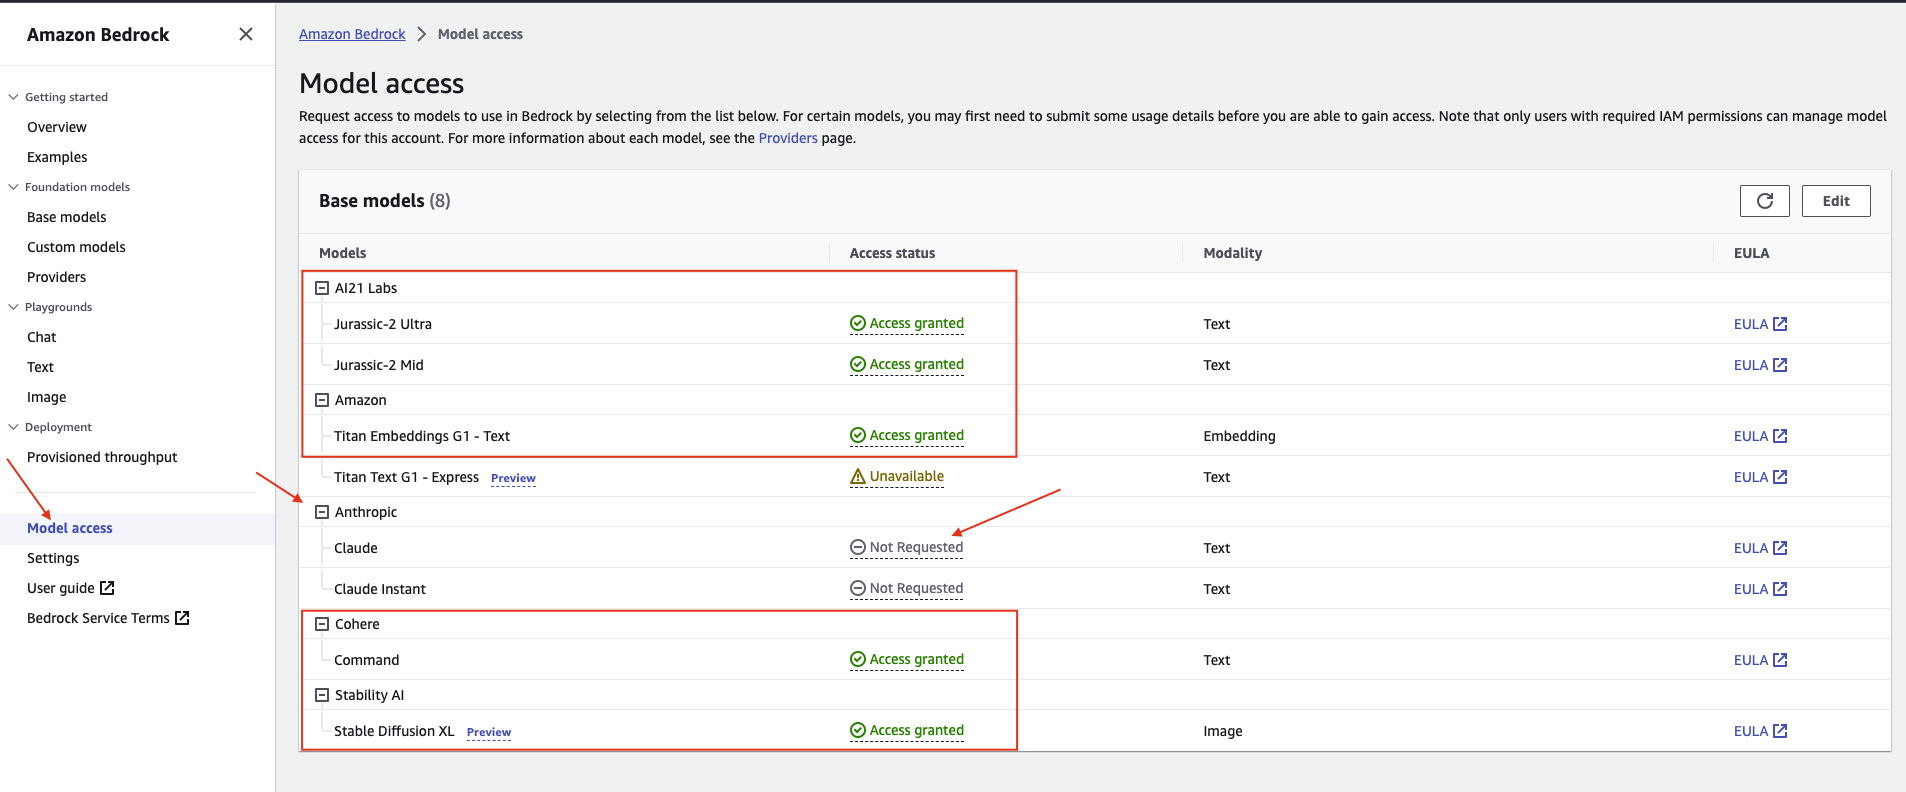 Amazon Bedrock
Getting started
Overview
Examples
Foundation models
Base models
Custom models
Providers
Playgrounds
Chat
Text
Image
Deployment
Provisioned throughput
Model access
Settings
User guide
Bedrock Service Terms
Amazon Bedrock > Model access
Model access
Request access to models to use in Bedrock by selecting from the list below. For certain models, you may first need to submit some usage details before you are able to gain access. Note that only users with required IAM permissions can manage model
access for this account. For more information about each model, see the Providers page.
Base models (8)
Edit
Models Access status Modality EULA
AI21 Labs
Jurassic-2 Ultra Access granted Text EULA
Jurassic-2 Mid Access granted Text EULA
Amazon
Titan Embeddings G1 - Text Access granted Embedding EULA
Titan Text G1 - Express Preview Unavailable Text EULA
Anthropic
Claude Not Requested Text EULA
Claude Instant Not Requested Text EULA
Cohere
Command Access granted Text EULA
Stability AI
Stable Diffusion XL Preview Access granted Image EULA